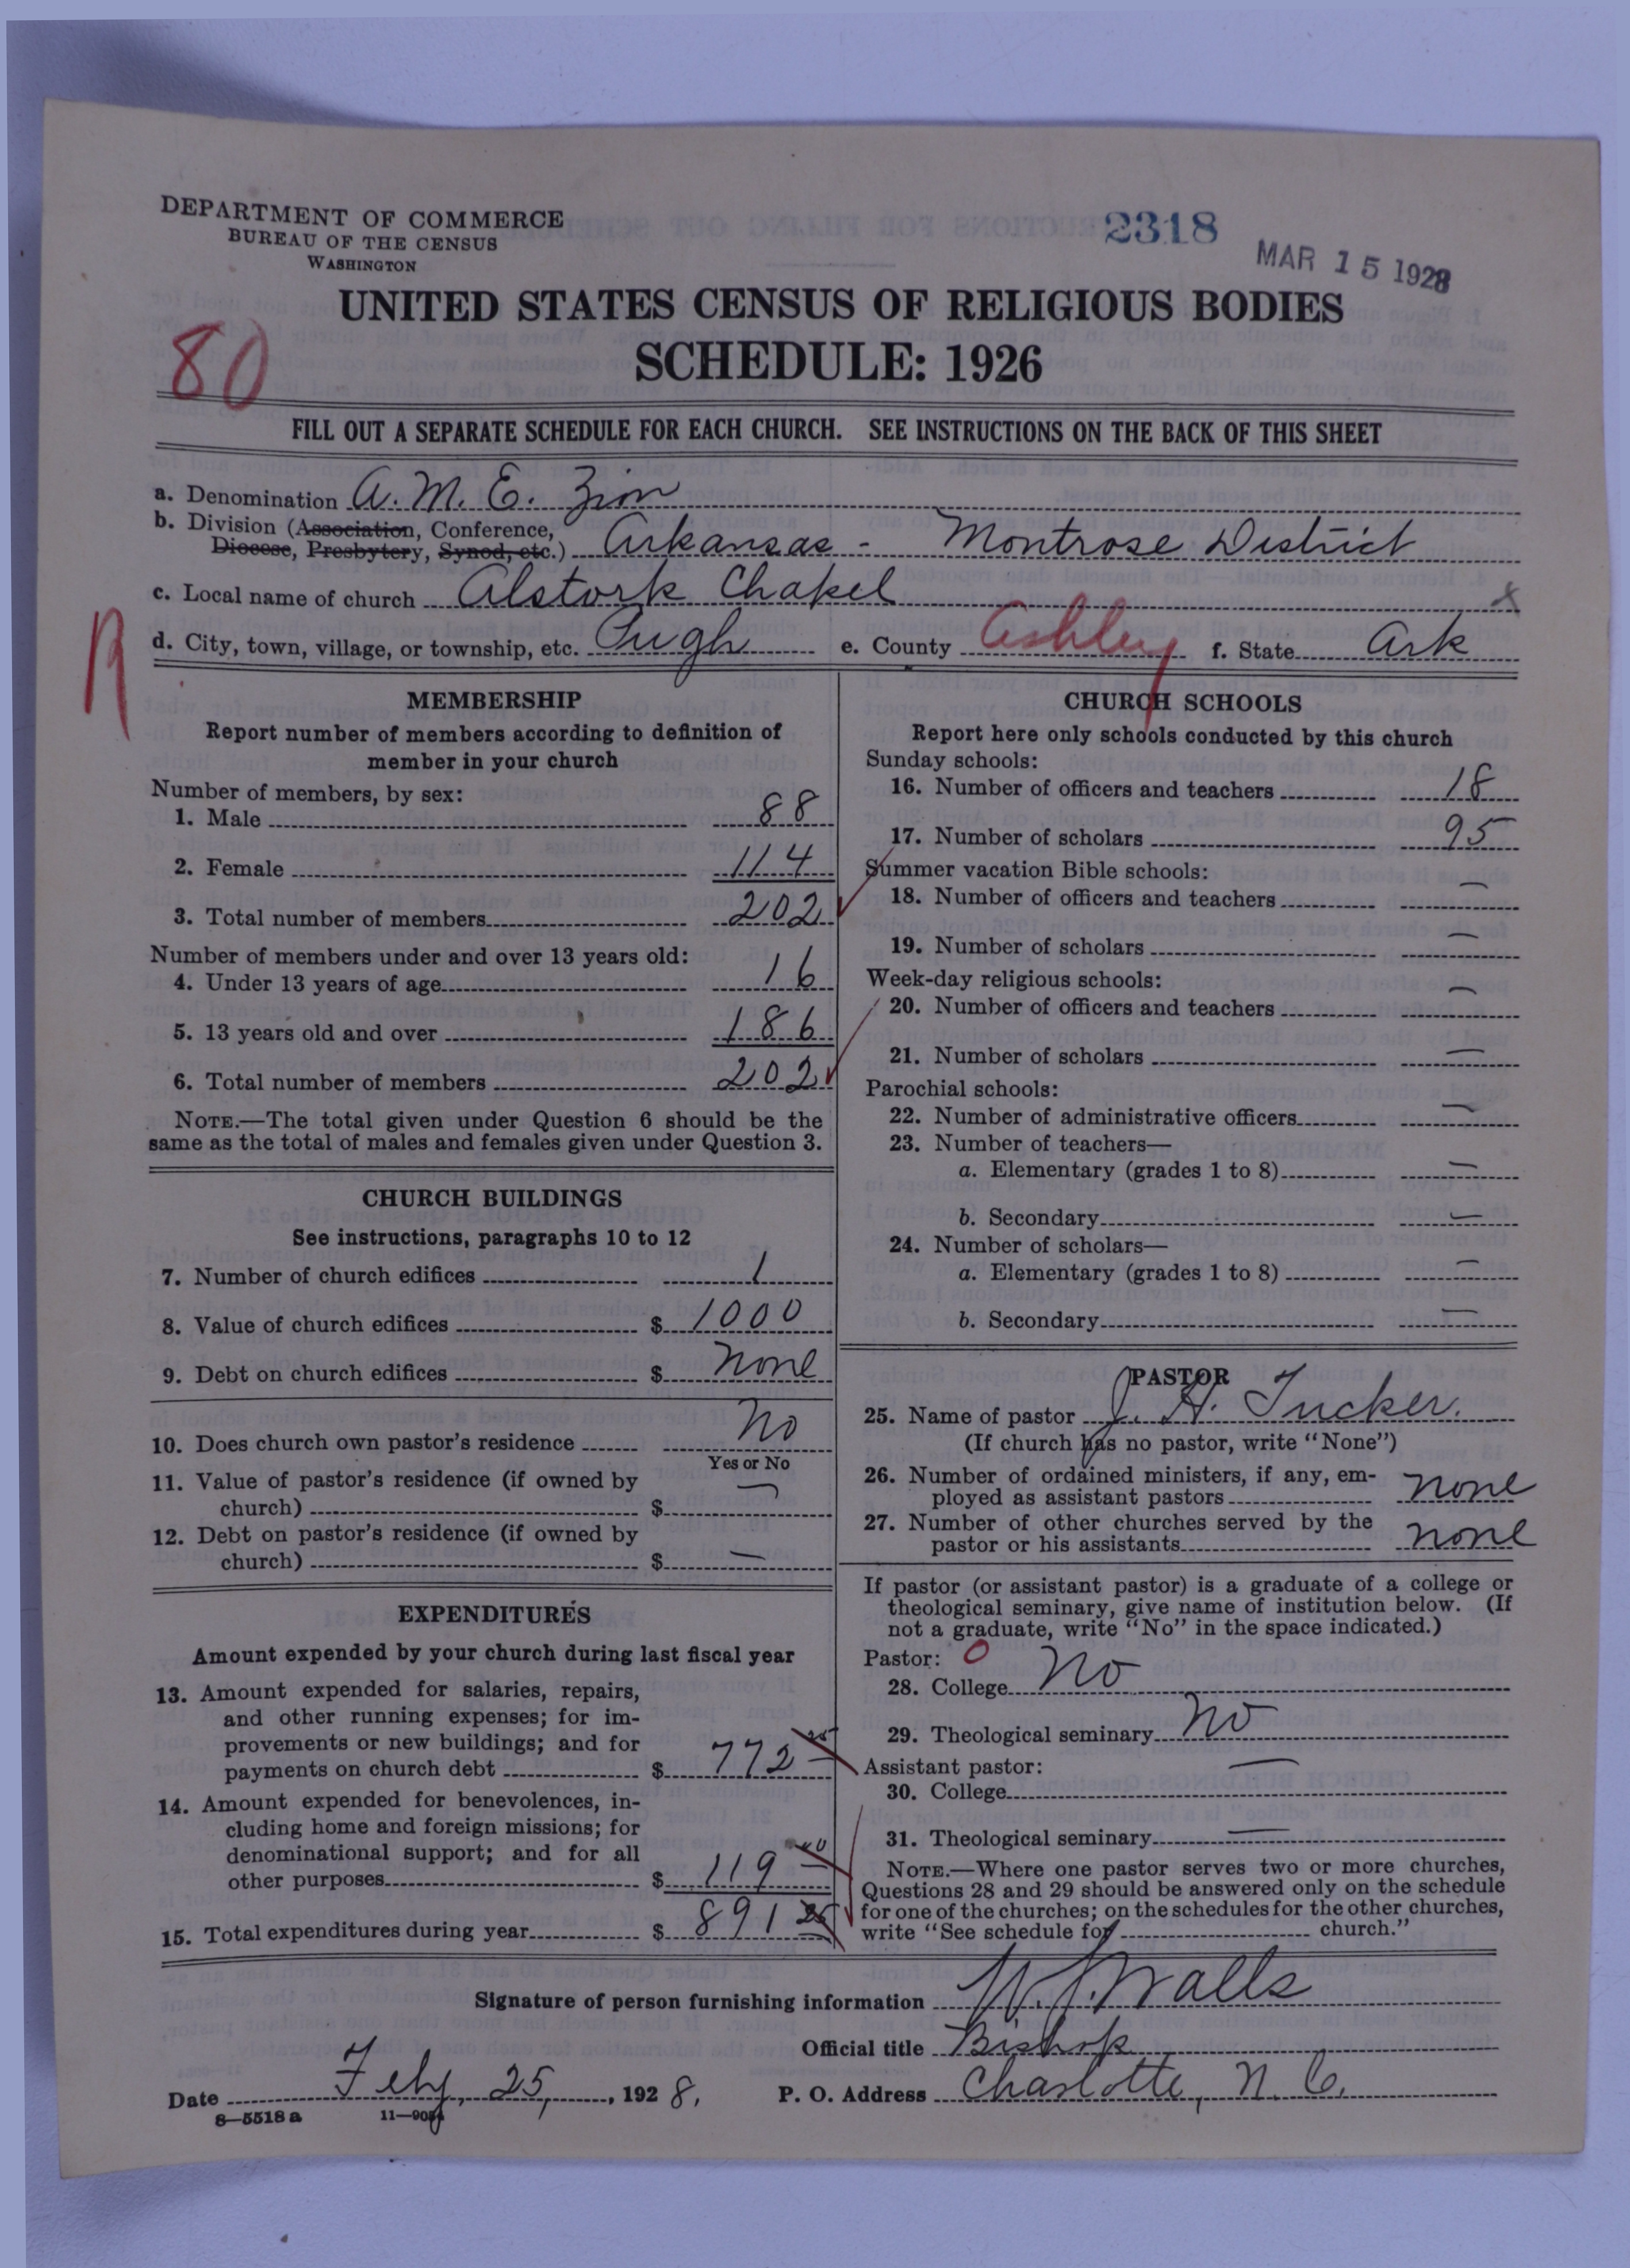 DEPARTMENT OF COMMERCE
BUREAU OF THE CENSUS
WASHINGTON
2318
MAR 15 1928
UNITED STATES CENSUS OF RELIGIOUS BODIES
SCHEDULE: 1926
80
FILL OUT A SEPARATE SCHEDULE FOR EACH CHURCH. SEE INSTRUCTIONS ON THE BACK OF THIS SHEET
a. Denomination A. M. E. Zion
b. Division (Association, Conference,
Diocese, Presbytery, Synod, etc.) Arkansas - Montrose District
c. Local name of church Alstork Chapel x
R
d. City, town, village, or township, etc. Pugh e. County Ashley f. State Ark
MEMBERSHIP
Report number of members according to definition of
member in your church
Number of members, by sex:
1. Male 88
2. Female 114
3. Total number of members 202
Number of members under and over 13 years old:
4. Under 13 years of age 16
5. 13 years old and over 186
6. Total number of members 202
NOTE.—The total given under Question 6 should be the
same as the total of males and females given under Question 3.
CHURCH BUILDINGS
See instructions, paragraphs 10 to 12
7. Number of church edifices 1
8. Value of church edifices $ 1000
9. Debt on church edifices $ none
10. Does church own pastor's residence No
Yes or No
11. Value of pastor's residence (if owned by
church) $ —
12. Debt on pastor's residence (if owned by
church) $ —
EXPENDITURES
Amount expended by your church during last fiscal year
13. Amount expended for salaries, repairs,
and other running expenses; for im-
provements or new buildings; and for
payments on church debt $ 772 25
14. Amount expended for benevolences, in-
cluding home and foreign missions; for
denominational support; and for all
other purposes $ 119
15. Total expenditures during year $ 891
CHURCH SCHOOLS
Report here only schools conducted by this church
Sunday schools:
16. Number of officers and teachers 18
17. Number of scholars 95
Summer vacation Bible schools:
18. Number of officers and teachers —
19. Number of scholars —
Week-day religious schools:
20. Number of officers and teachers —
21. Number of scholars —
Parochial schools:
22. Number of administrative officers —
23. Number of teachers—
a. Elementary (grades 1 to 8) —
b. Secondary —
24. Number of scholars—
a. Elementary (grades 1 to 8) —
b. Secondary —
PASTOR
25. Name of pastor J. H. Tucker.
(If church has no pastor, write "None")
26. Number of ordained ministers, if any, em-
ployed as assistant pastors none
27. Number of other churches served by the
pastor or his assistants none
If pastor (or assistant pastor) is a graduate of a college or
theological seminary, give name of institution below. (If
not a graduate, write "No" in the space indicated.)
Pastor: 0
28. College No
29. Theological seminary No
Assistant pastor:
30. College —
31. Theological seminary —
NOTE.—Where one pastor serves two or more churches,
Questions 28 and 29 should be answered only on the schedule
for one of the churches; on the schedules for the other churches,
write "See schedule for church."
Signature of person furnishing information W. J. Walls
Official title Bishop
Date Feby, 25, 1928. P. O. Address Charlotte, N. C.
8—5518 a